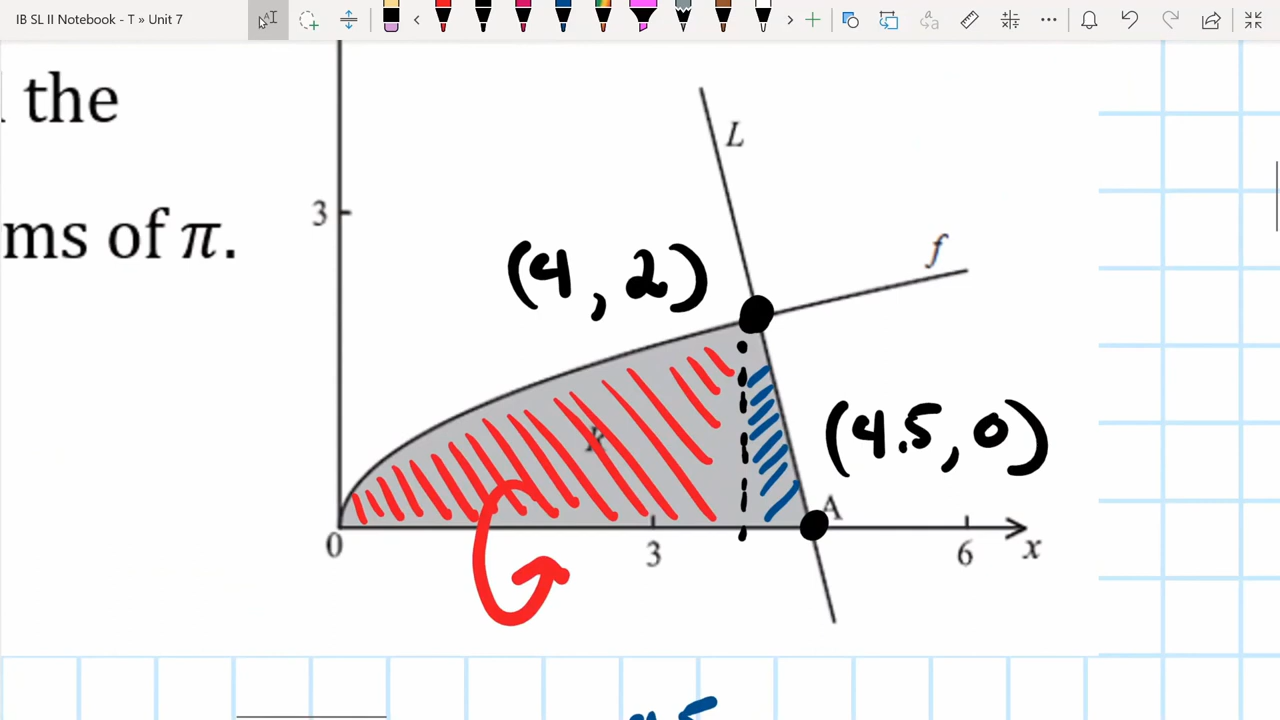 IB SL II Notebook - T » Unit 7
the
L
3
ms of π.
(4, 2)
f
R
(4.5, 0)
A
0
3
6
x